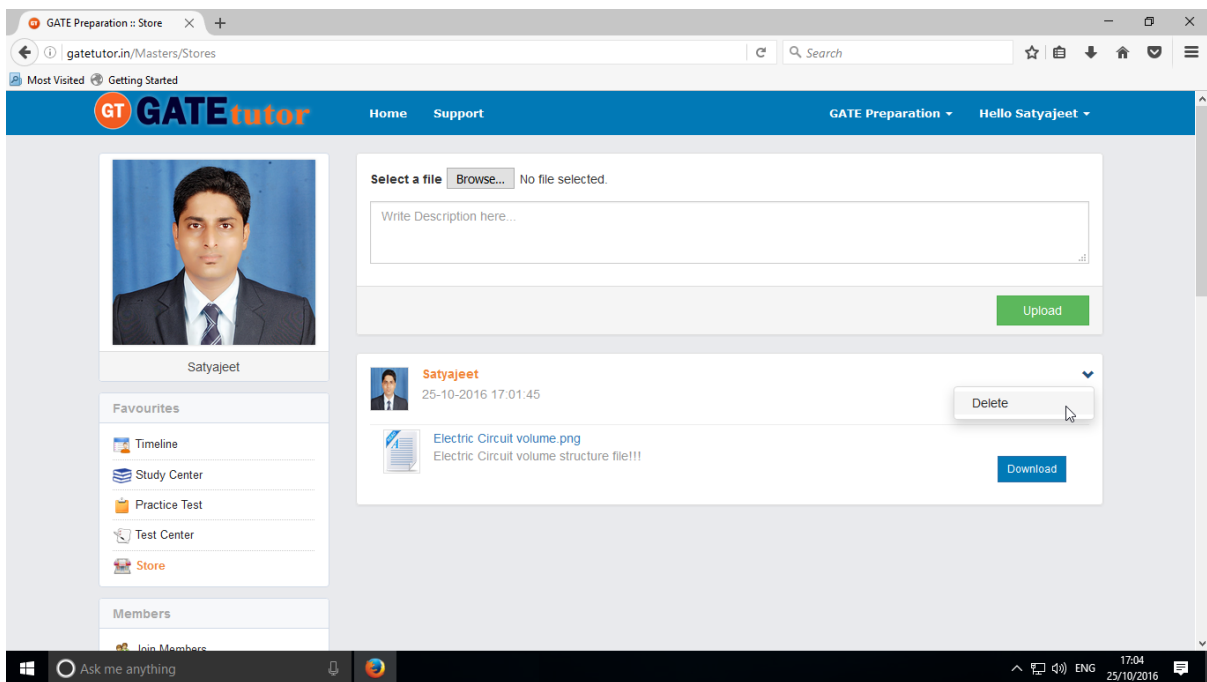 GATE Preparation :: Store
gatetutor.in/Masters/Stores
Search
Most Visited Getting Started
GT GATEtutor Home Support GATE Preparation Hello Satyajeet
Select a file Browse... No file selected.
Write Description here...
Upload
Satyajeet
Satyajeet
25-10-2016 17:01:45
Delete
Electric Circuit volume.png
Electric Circuit volume structure file!!!
Download
Favourites
Timeline
Study Center
Practice Test
Test Center
Store
Members
Join Members
Ask me anything
ENG
17:04
25/10/2016